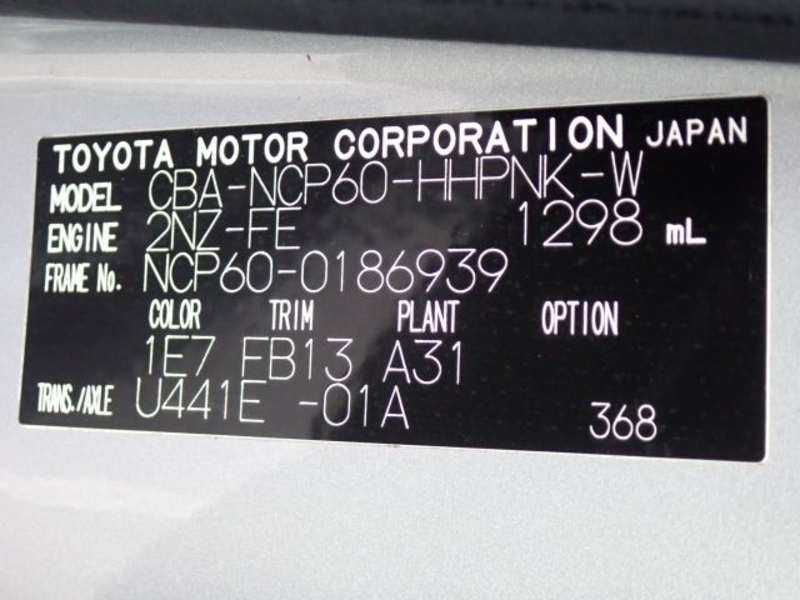 TOYOTA MOTOR CORPORATION JAPAN
MODEL CBA-NCP60-HHPNK-W
ENGINE 2NZ-FE 1298 mL
FRAME No. NCP60-0186939
COLOR TRIM PLANT OPTION
1E7 FB13 A31
TRANS./AXLE U441E -01A 368